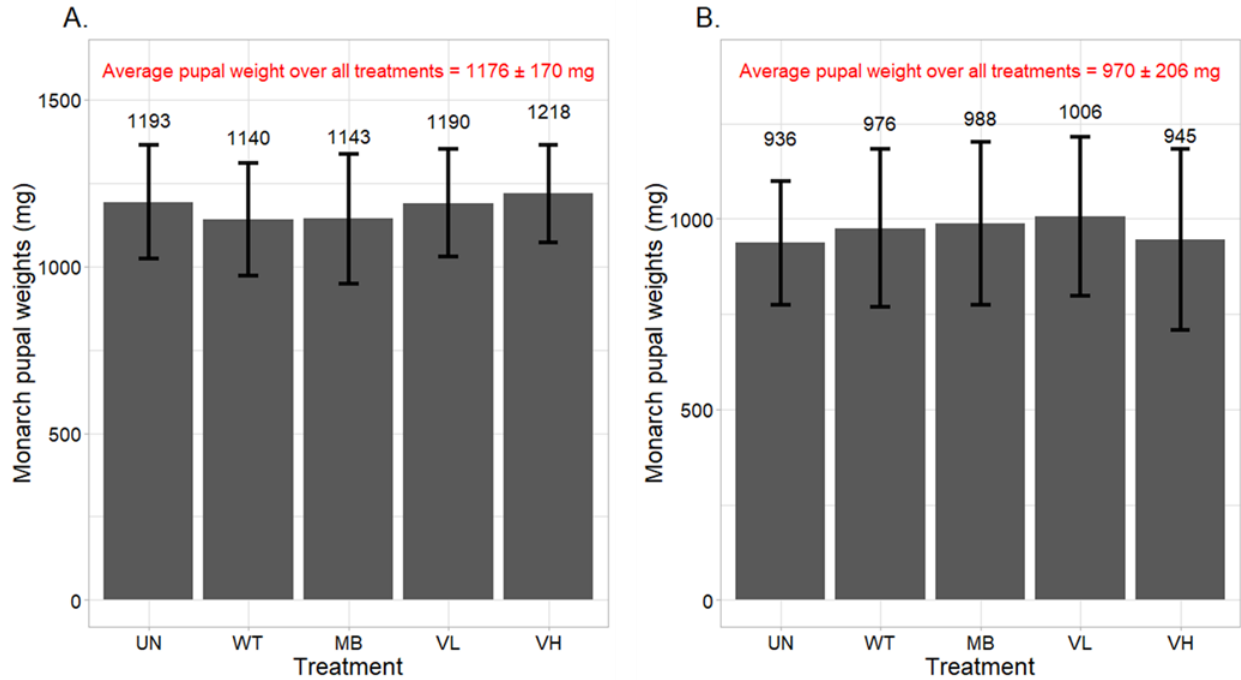 A.
Average pupal weight over all treatments = 1176 ± 170 mg
1193
1140
1143
1190
1218
1500
1000
500
0
Monarch pupal weights (mg)
UN
WT
MB
VL
VH
Treatment
B.
Average pupal weight over all treatments = 970 ± 206 mg
936
976
988
1006
945
1000
500
0
Monarch pupal weights (mg)
UN
WT
MB
VL
VH
Treatment